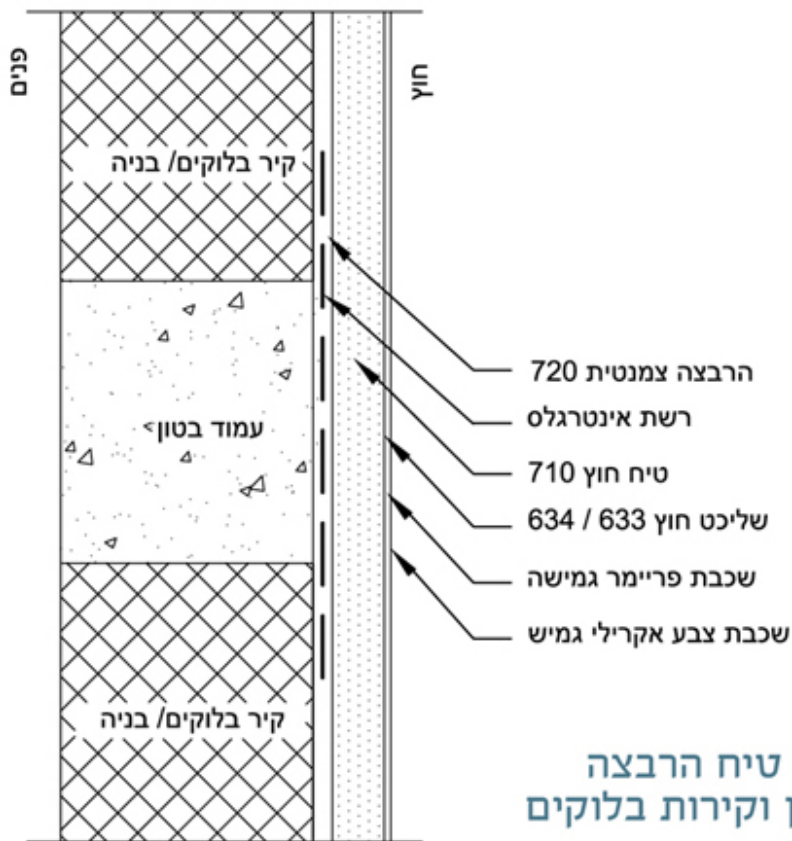 פנים
חוץ
קיר בלוקים/ בניה
עמוד בטון
קיר בלוקים/ בניה
הרבצה צמנטית 720
רשת אינטרגלס
טיח חוץ 710
שליכט חוץ 633 / 634
שכבת פריימר גמישה
שכבת צבע אקרילי גמיש
טיח הרבצה
וקירות בלוקים